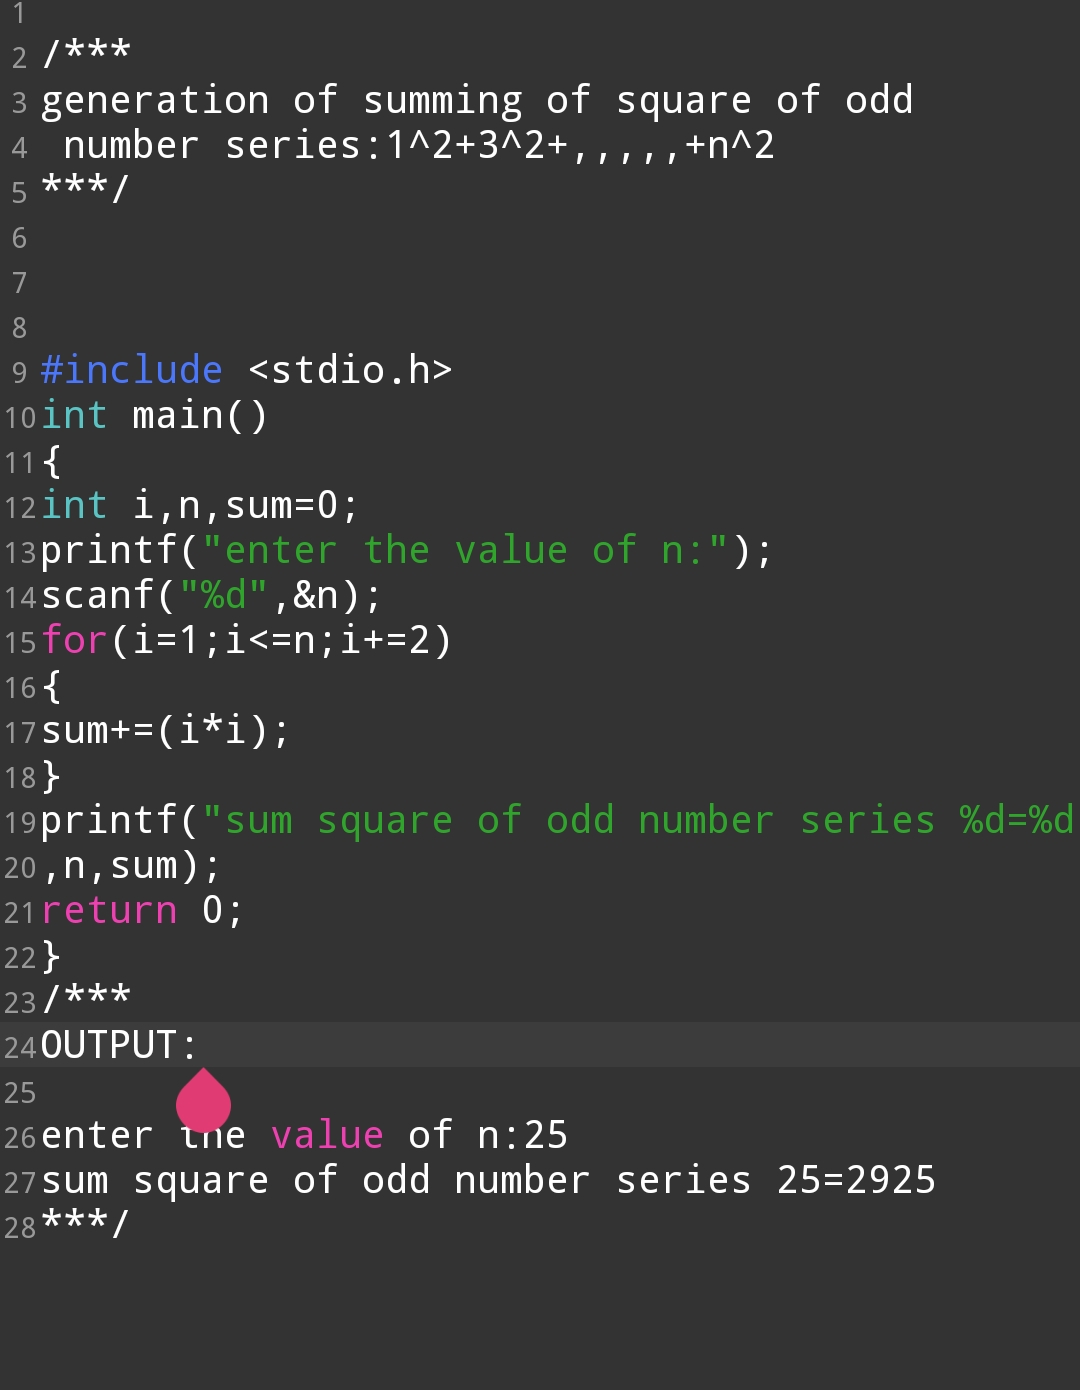 1
2 /***
3 generation of summing of square of odd
4  number series:1^2+3^2+,,,,,+n^2
5 ***/
6
7
8
9 #include <stdio.h>
10 int main()
11 {
12 int i,n,sum=0;
13 printf("enter the value of n:");
14 scanf("%d",&n);
15 for(i=1;i<=n;i+=2)
16 {
17 sum+=(i*i);
18 }
19 printf("sum square of odd number series %d=%d
20 ,n,sum);
21 return 0;
22 }
23 /***
24 OUTPUT:
25
26 enter the value of n:25
27 sum square of odd number series 25=2925
28 ***/